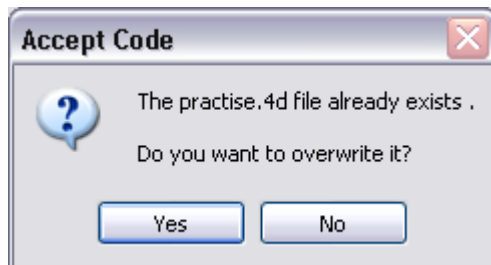 Accept Code
The practise.4d file already exists .
Do you want to overwrite it?
Yes No